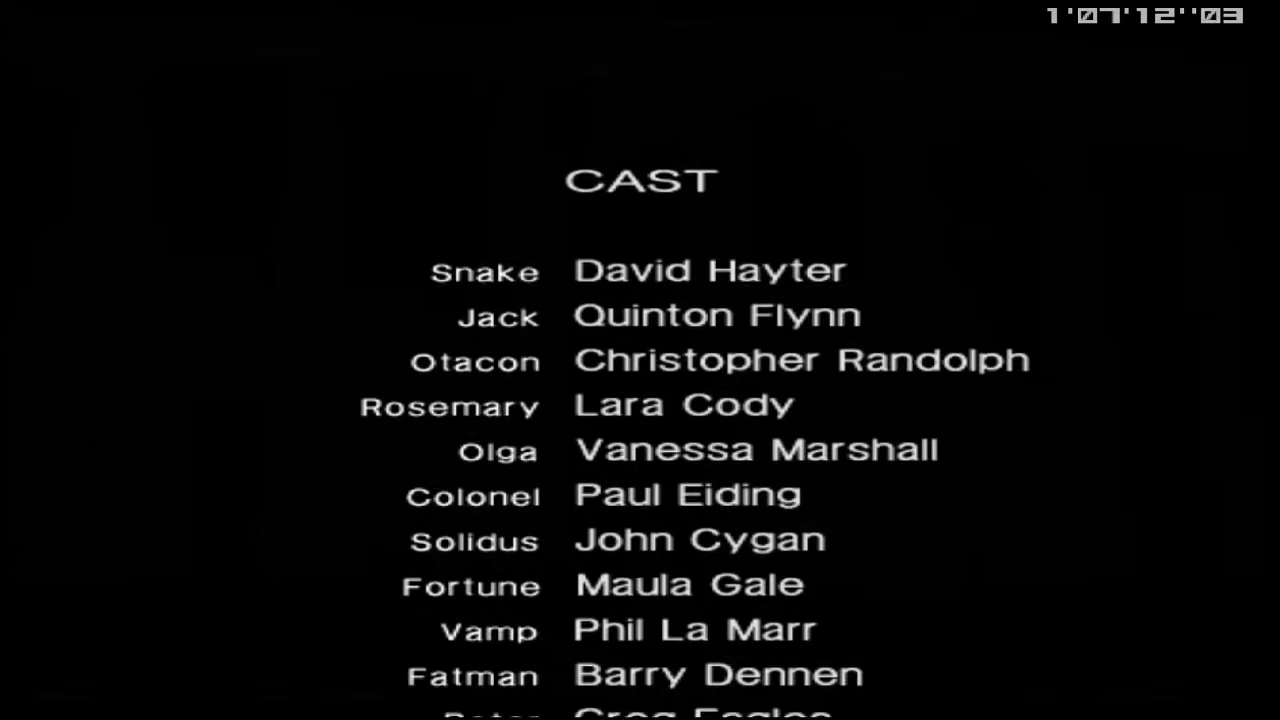 1'07'12''03
CAST
Snake David Hayter
Jack Quinton Flynn
Otacon Christopher Randolph
Rosemary Lara Cody
Olga Vanessa Marshall
Colonel Paul Eiding
Solidus John Cygan
Fortune Maula Gale
Vamp Phil La Marr
Fatman Barry Dennen